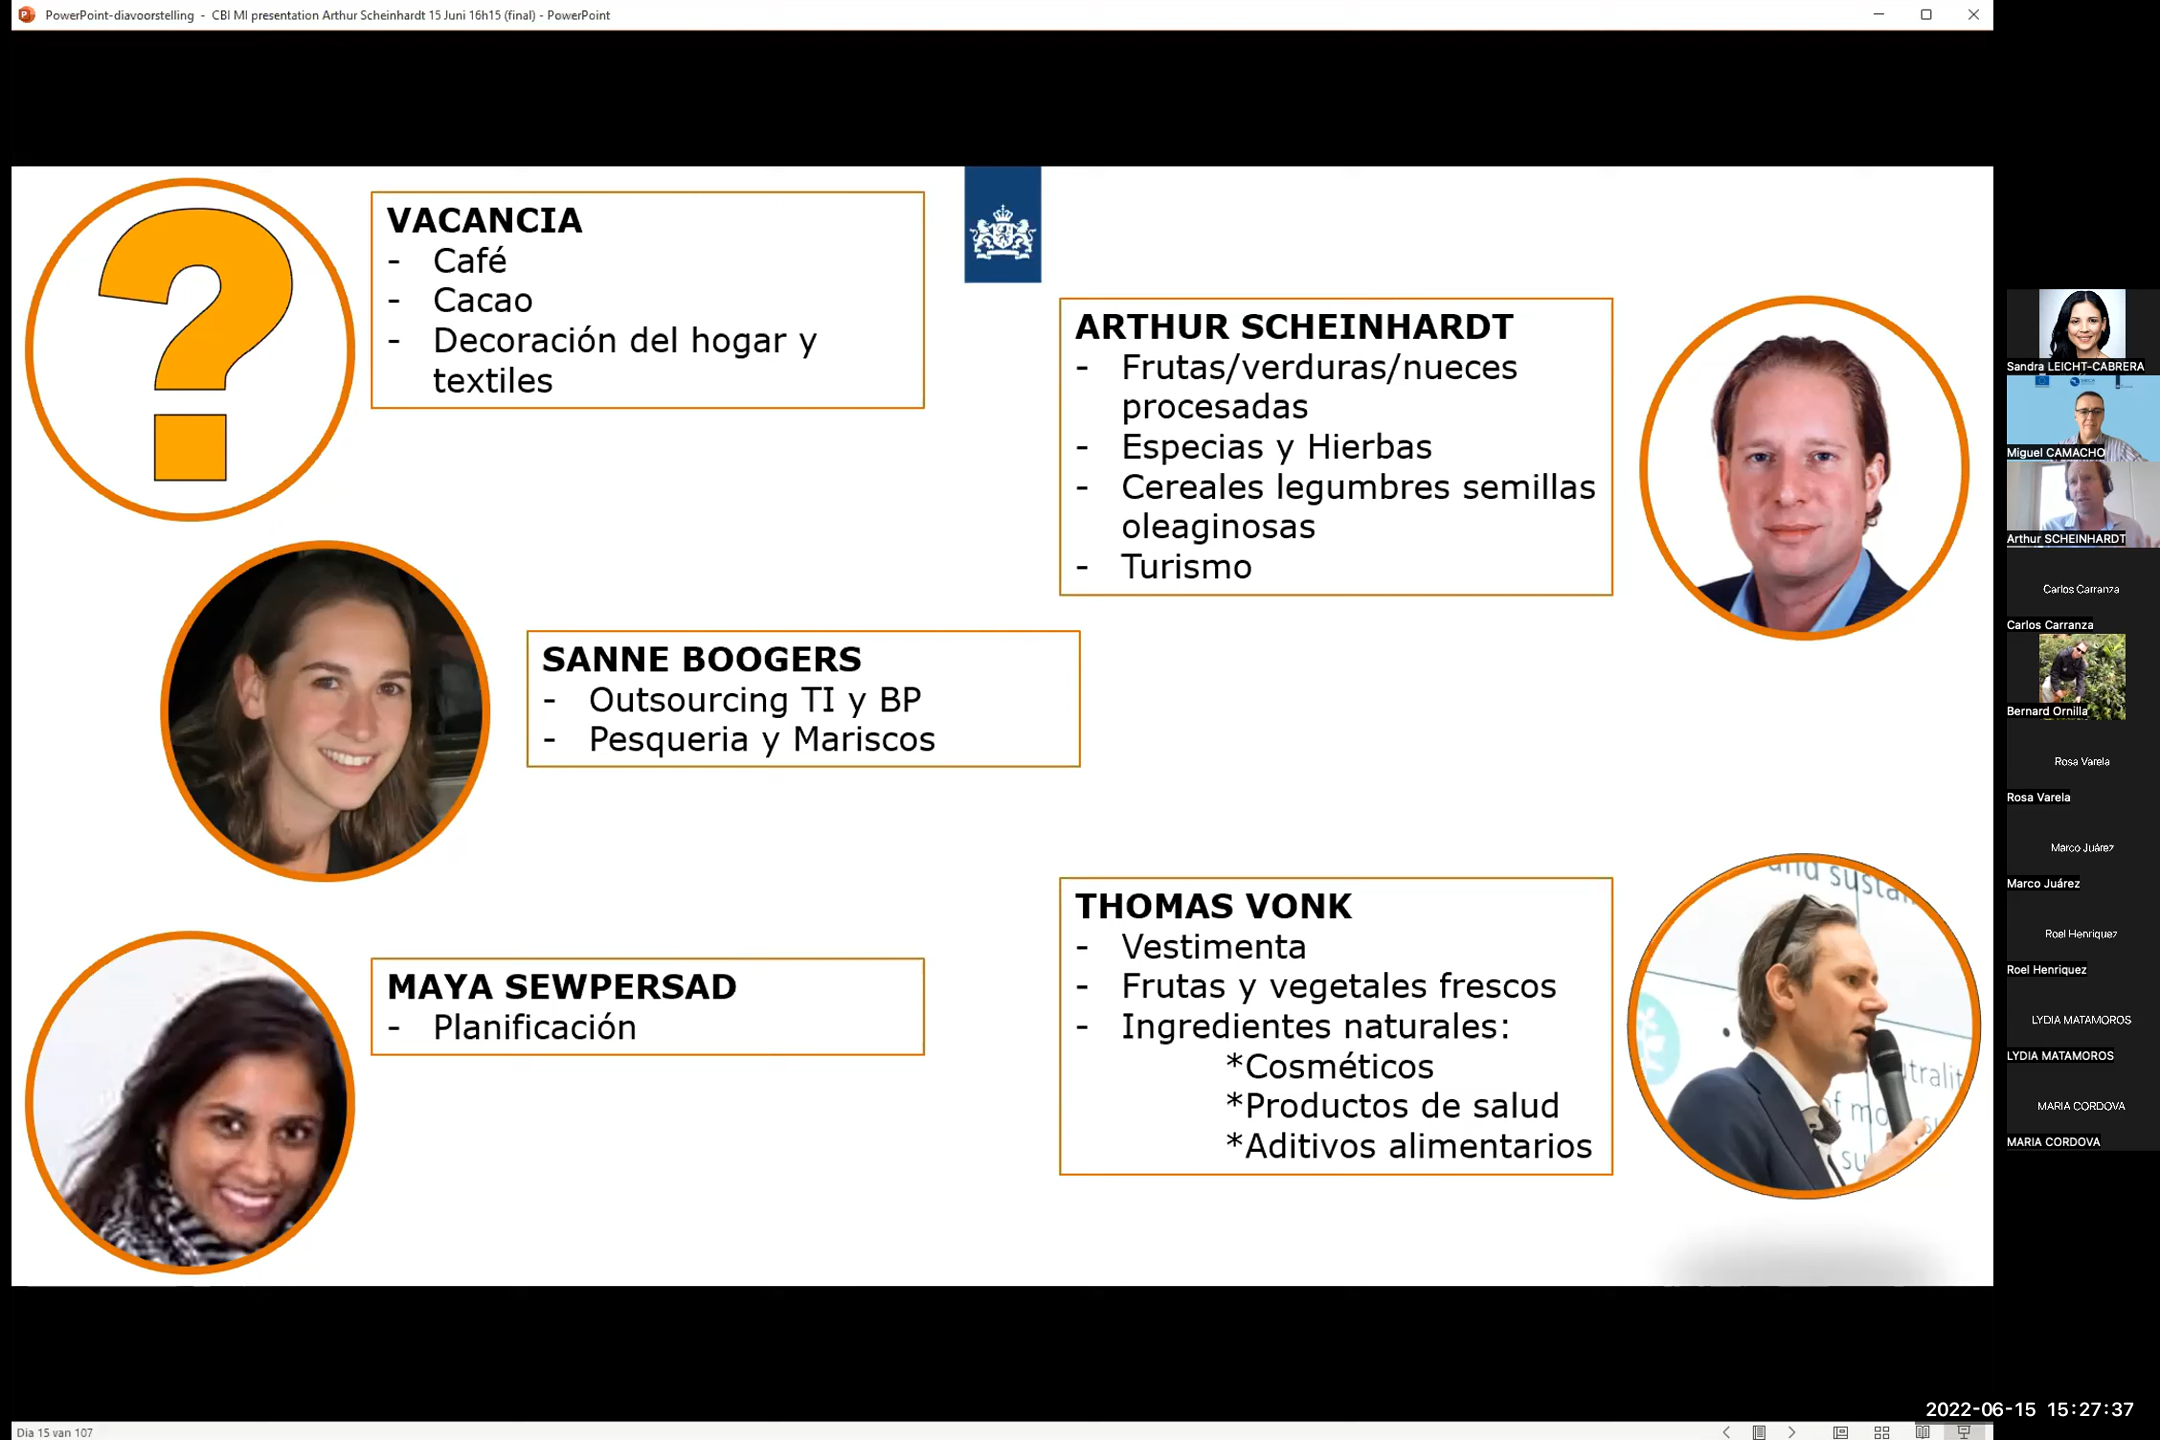 PowerPoint-diavoorstelling - CBI MI presentation Arthur Scheinhardt 15 Juni 16h15 (final) - PowerPoint
VACANCIA
- Café
- Cacao
- Decoración del hogar y
textiles
ARTHUR SCHEINHARDT
- Frutas/verduras/nueces
procesadas
- Especias y Hierbas
- Cereales legumbres semillas
oleaginosas
- Turismo
SANNE BOOGERS
- Outsourcing TI y BP
- Pesqueria y Mariscos
MAYA SEWPERSAD
- Planificación
THOMAS VONK
- Vestimenta
- Frutas y vegetales frescos
- Ingredientes naturales:
*Cosméticos
*Productos de salud
*Aditivos alimentarios
Sandra LEICHT-CABRERA
Miguel CAMACHO
Arthur SCHEINHARDT
Carlos Carranza
Carlos Carranza
Bernard Ornilla
Rosa Varela
Rosa Varela
Marco Juárez
Marco Juárez
Roel Henriquez
Roel Henriquez
LYDIA MATAMOROS
LYDIA MATAMOROS
MARIA CORDOVA
MARIA CORDOVA
2022-06-15 15:27:37
Dia 15 van 107